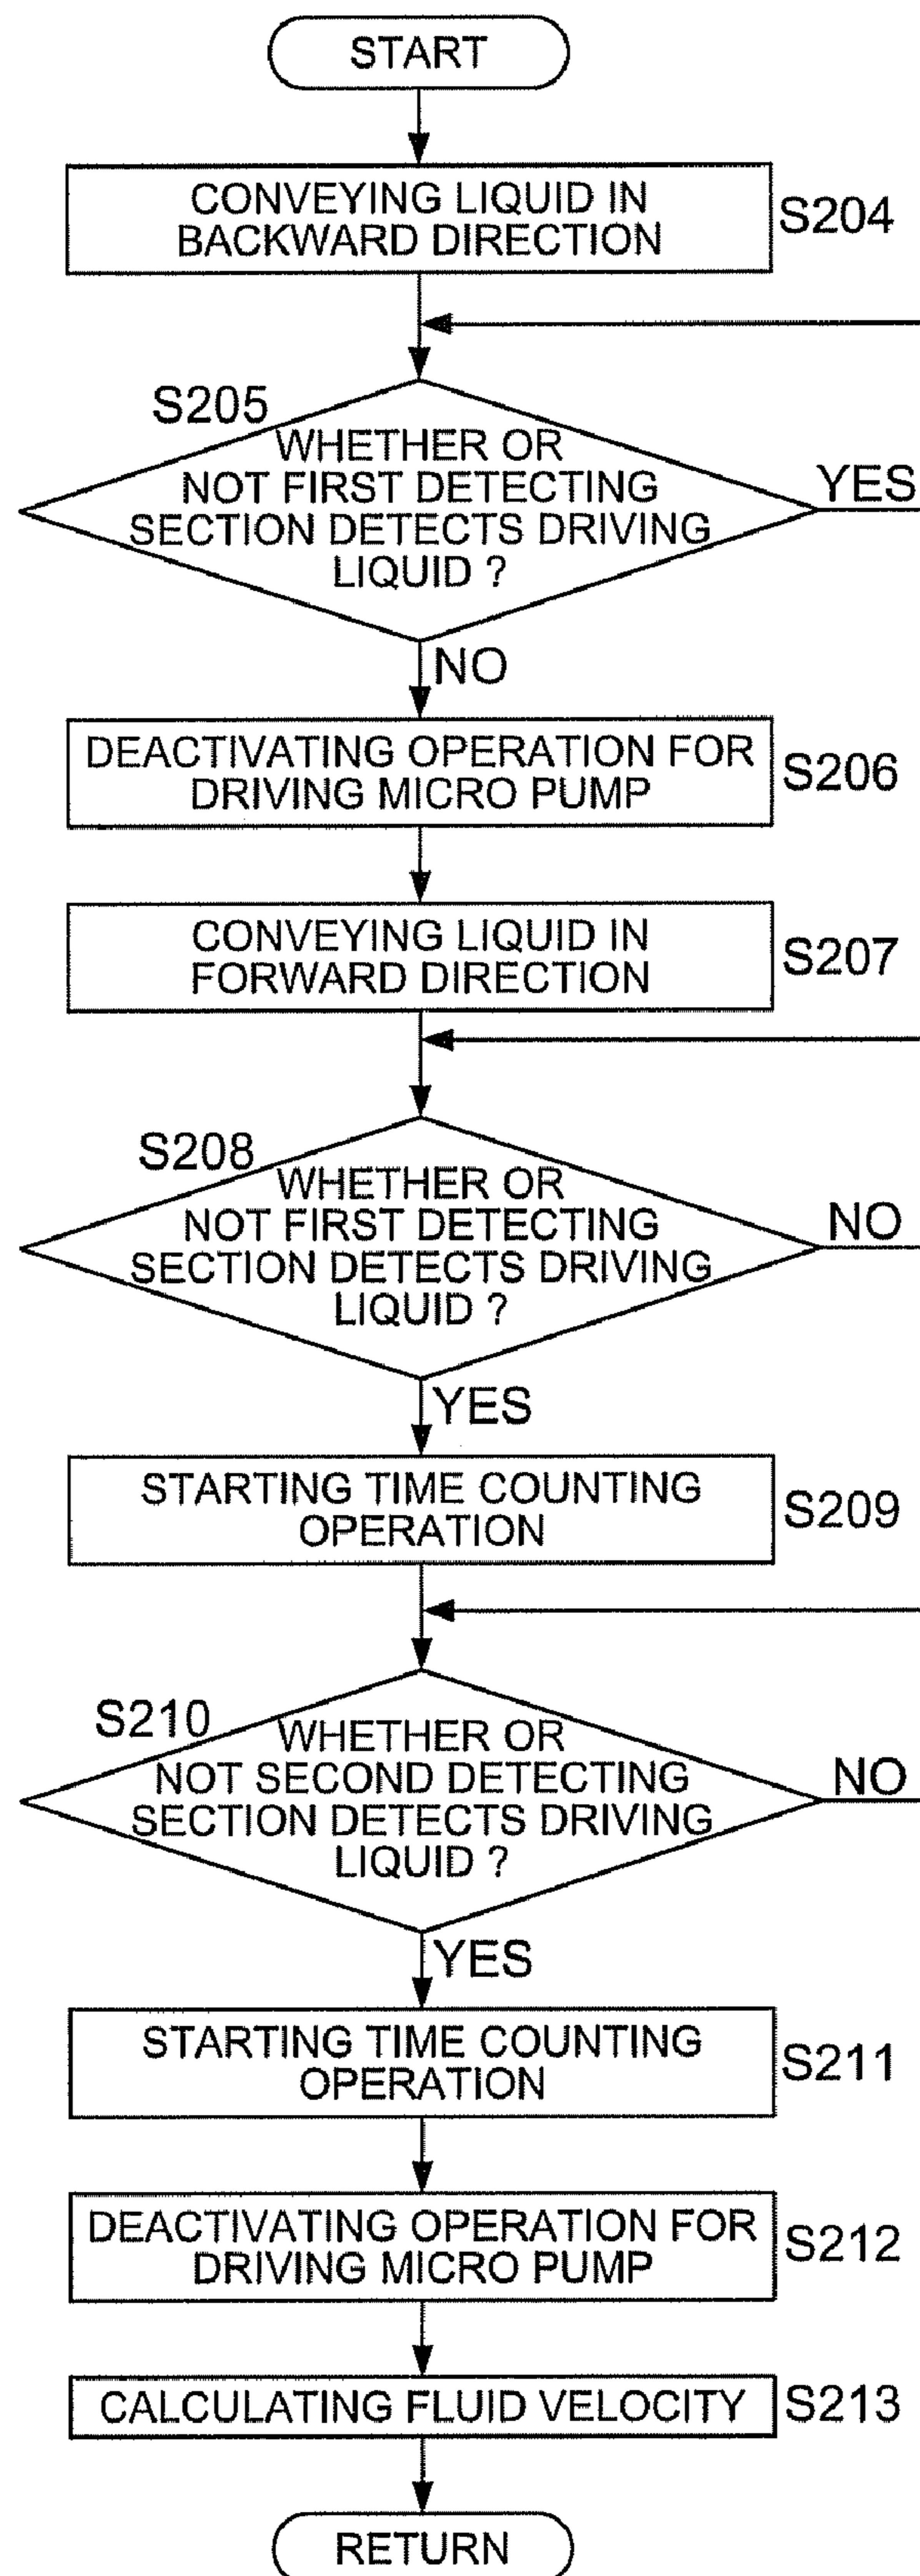 START
CONVEYING LIQUID IN
BACKWARD DIRECTION
S204
S205
WHETHER OR
NOT FIRST DETECTING
SECTION DETECTS DRIVING
LIQUID ?
YES
NO
DEACTIVATING OPERATION FOR
DRIVING MICRO PUMP
S206
CONVEYING LIQUID IN
FORWARD DIRECTION
S207
S208
WHETHER OR
NOT FIRST DETECTING
SECTION DETECTS DRIVING
LIQUID ?
NO
YES
STARTING TIME COUNTING
OPERATION
S209
S210
WHETHER OR
NOT SECOND DETECTING
SECTION DETECTS DRIVING
LIQUID ?
NO
YES
STARTING TIME COUNTING
OPERATION
S211
DEACTIVATING OPERATION FOR
DRIVING MICRO PUMP
S212
CALCULATING FLUID VELOCITY
S213
RETURN